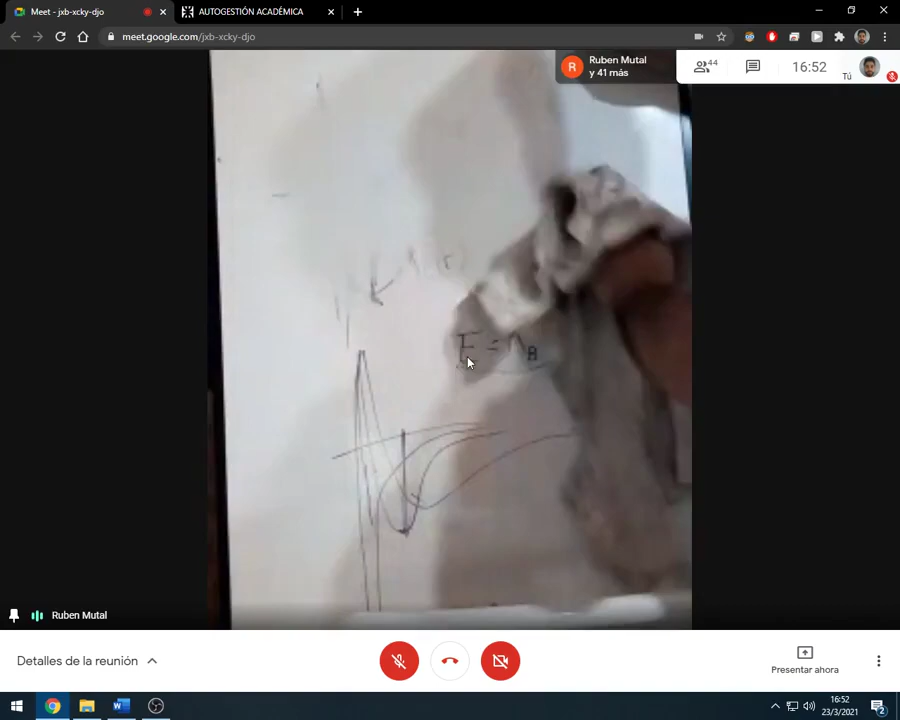 Meet - jxb-xcky-djo
AUTOGESTIÓN ACADÉMICA
meet.google.com/jxb-xcky-djo
R
Ruben Mutal
y 41 más
44
16:52
Tú
E =
B
Ruben Mutal
Detalles de la reunión
Presentar ahora
16:52
23/3/2021
2